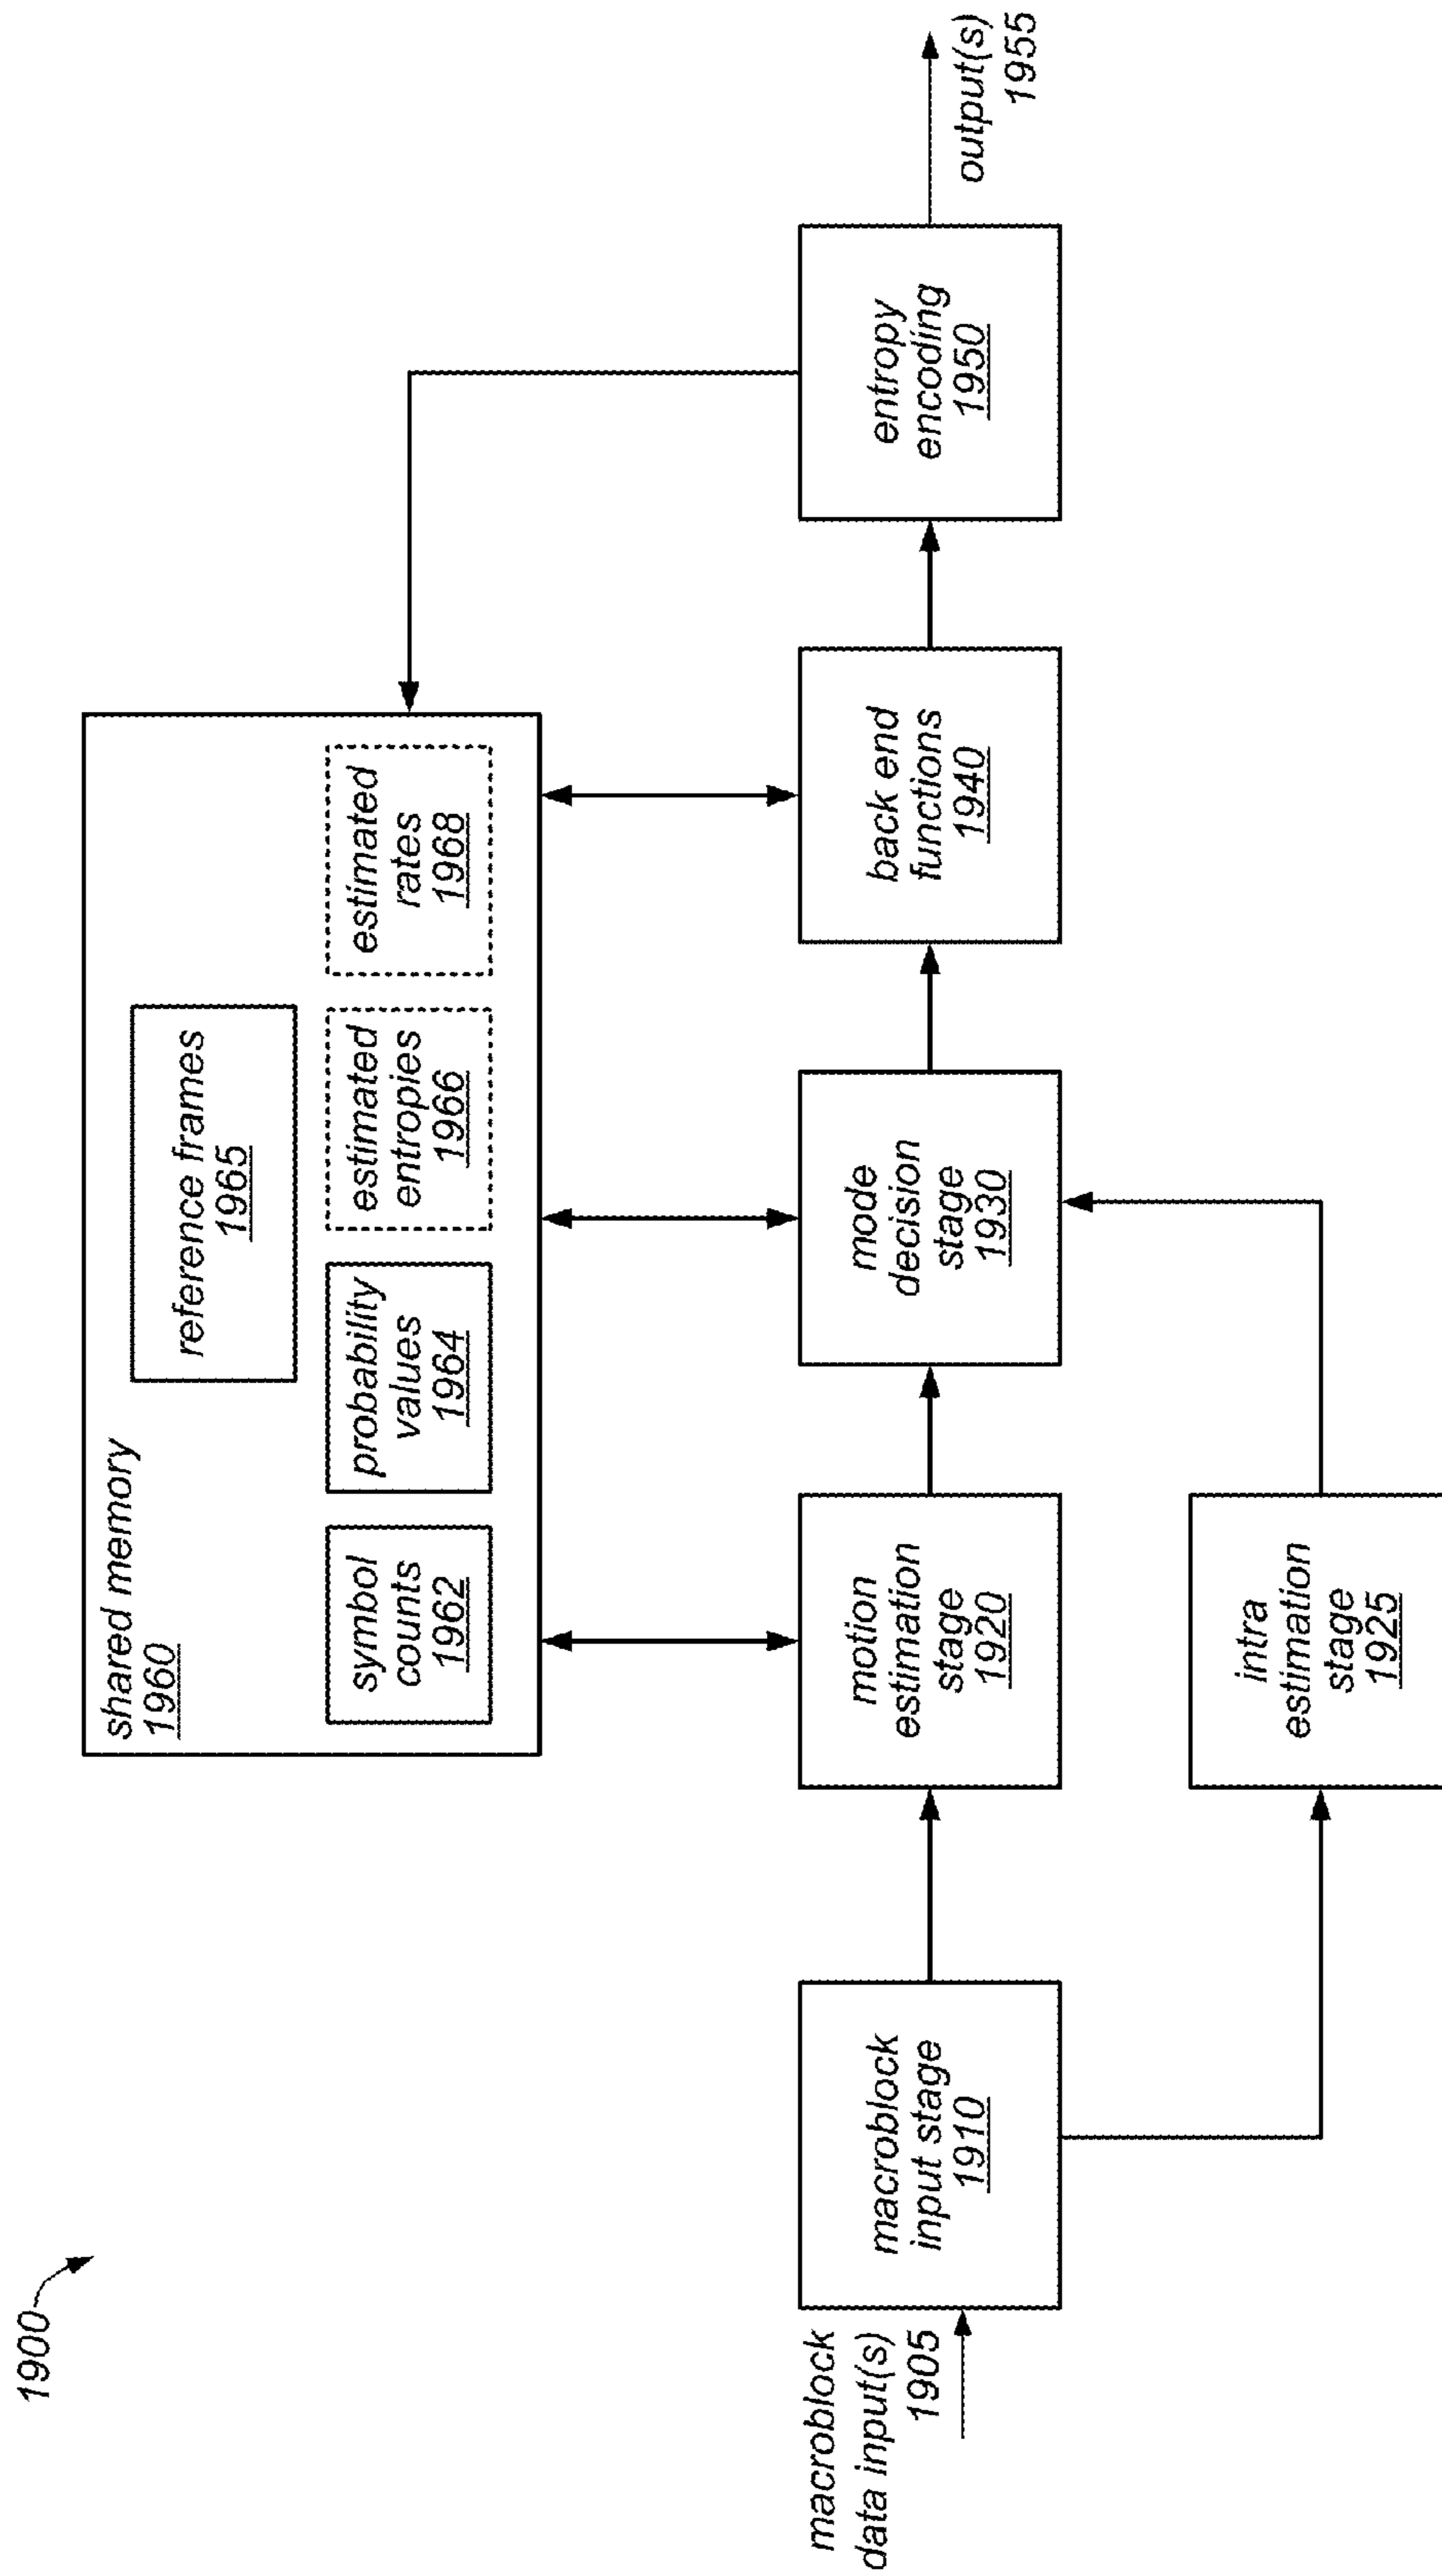 1900
shared memory
1960
reference frames
1965
symbol
counts
1962
probability
values
1964
estimated
entropies
1966
estimated
rates
1968
macroblock
data input(s)
1905
macroblock
input stage
1910
motion
estimation
stage
1920
mode
decision
stage
1930
back end
functions
1940
entropy
encoding
1950
output(s)
1955
intra
estimation
stage
1925